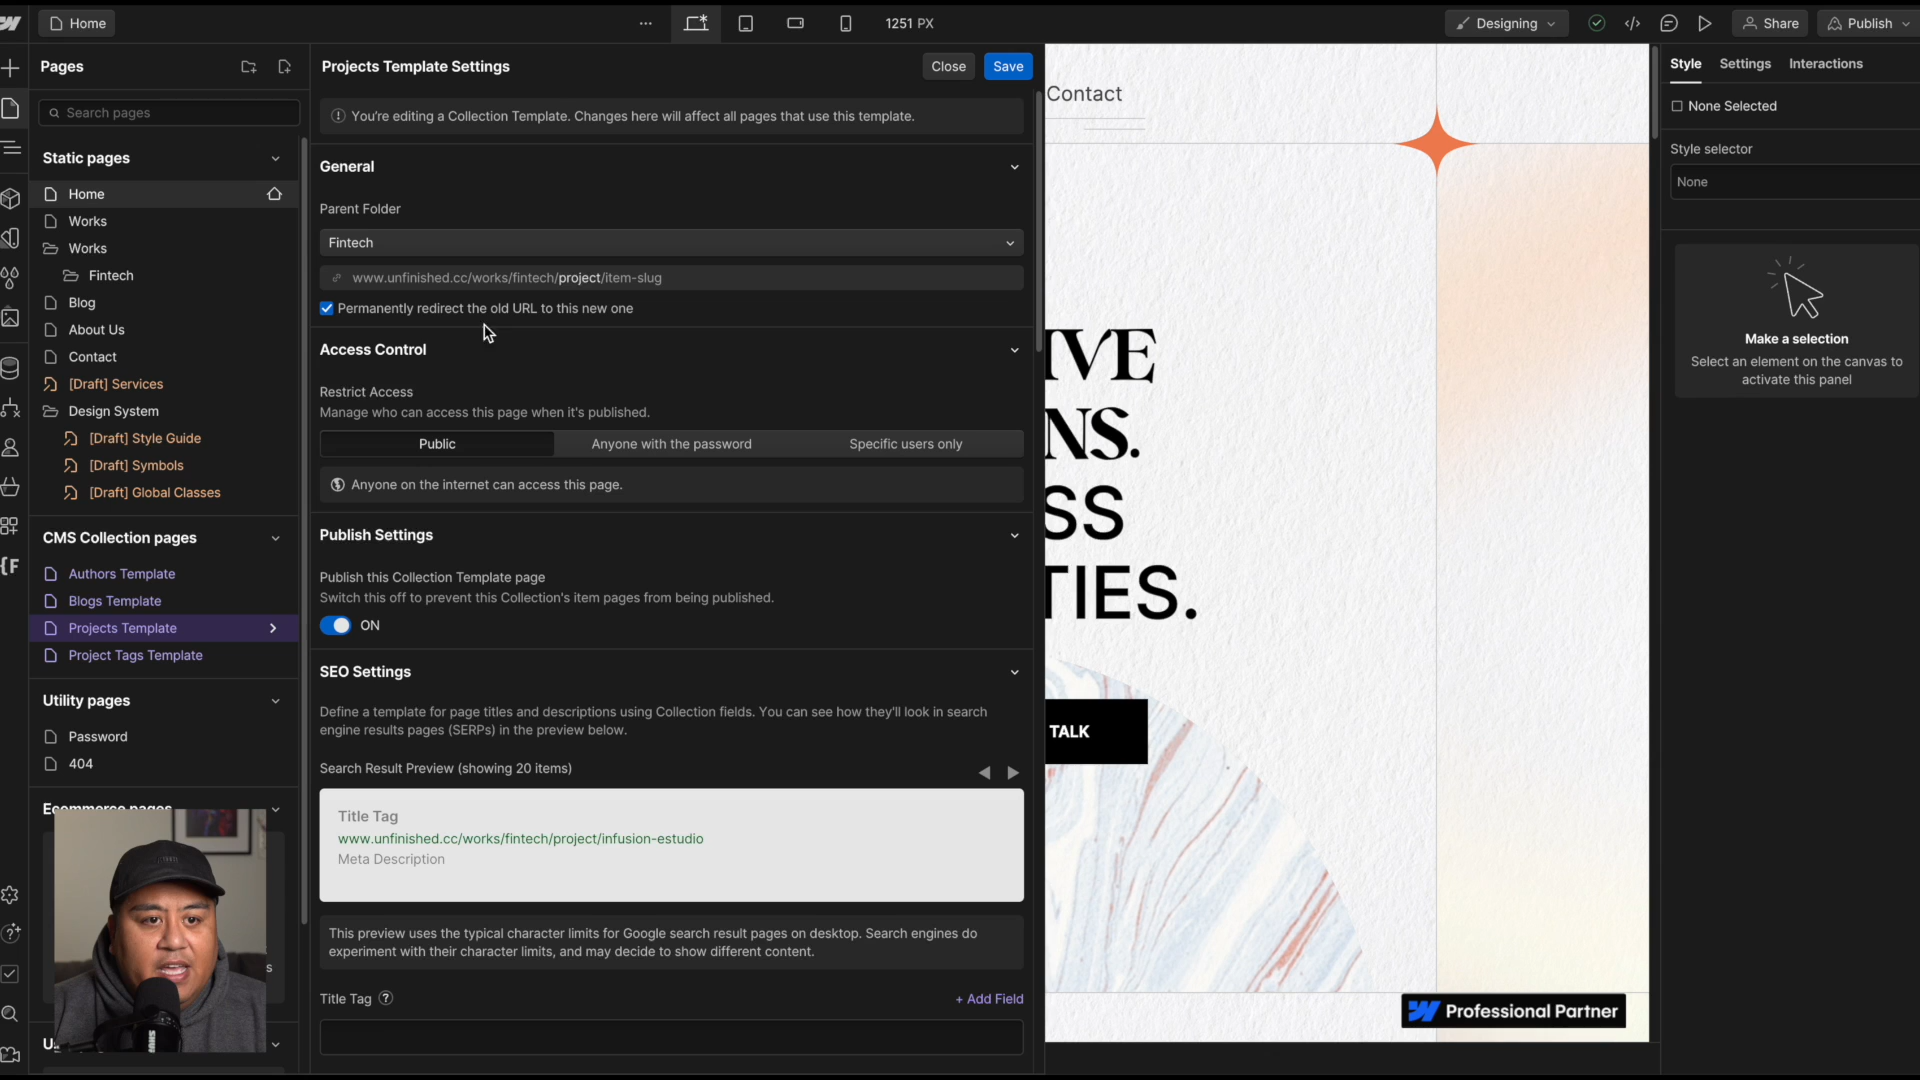 Home
1251 PX
Designing
Share
Publish
Pages
Search pages
Static pages
Home
Works
Works
Fintech
Blog
About Us
Contact
[Draft] Services
Design System
[Draft] Style Guide
[Draft] Symbols
[Draft] Global Classes
CMS Collection pages
Authors Template
Blogs Template
Projects Template
Project Tags Template
Utility pages
Password
404
Ecommerce pages
Projects Template Settings
Close
Save
You're editing a Collection Template. Changes here will affect all pages that use this template.
General
Parent Folder
Fintech
www.unfinished.cc/works/fintech/project/item-slug
Permanently redirect the old URL to this new one
Access Control
Restrict Access
Manage who can access this page when it's published.
Public
Anyone with the password
Specific users only
Anyone on the internet can access this page.
Publish Settings
Publish this Collection Template page
Switch this off to prevent this Collection's item pages from being published.
ON
SEO Settings
Define a template for page titles and descriptions using Collection fields. You can see how they'll look in search
engine results pages (SERPs) in the preview below.
Search Result Preview (showing 20 items)
Title Tag
www.unfinished.cc/works/fintech/project/infusion-estudio
Meta Description
This preview uses the typical character limits for Google search result pages on desktop. Search engines do
experiment with their character limits, and may decide to show different content.
Title Tag
+ Add Field
Contact
IVE
NS.
SS
TIES.
TALK
Professional Partner
Style
Settings
Interactions
None Selected
Style selector
None
Make a selection
Select an element on the canvas to
activate this panel